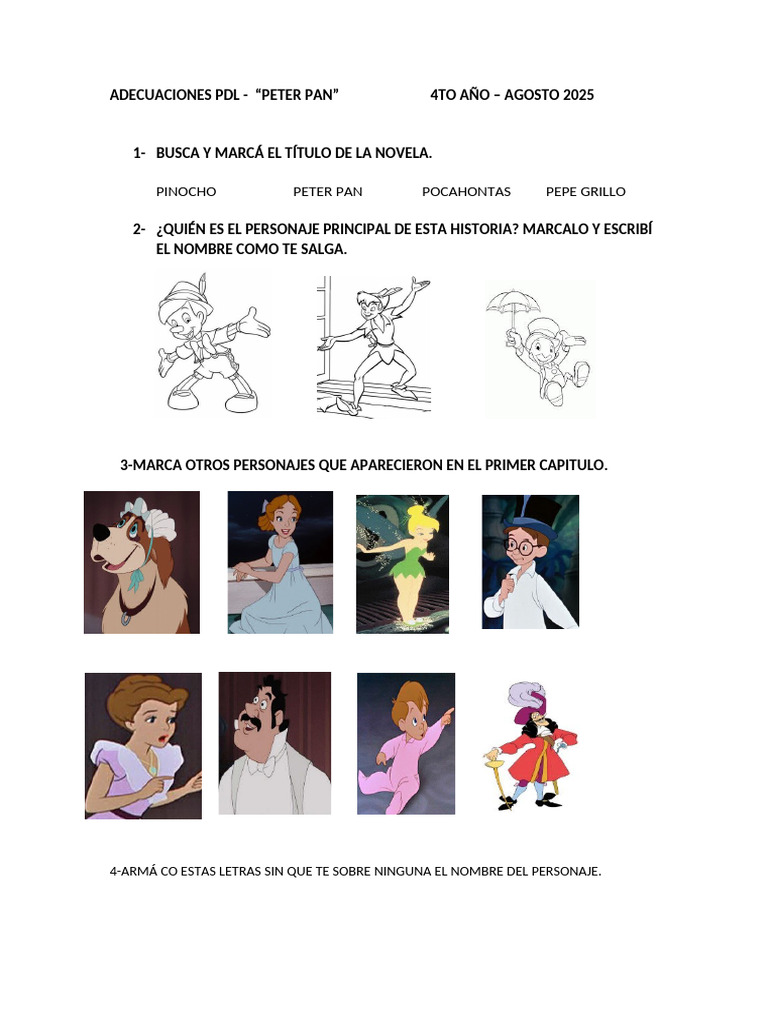 ADECUACIONES PDL - “PETER PAN” 4TO AÑO – AGOSTO 2025
1- BUSCA Y MARCÁ EL TÍTULO DE LA NOVELA.
PINOCHO PETER PAN POCAHONTAS PEPE GRILLO
2- ¿QUIÉN ES EL PERSONAJE PRINCIPAL DE ESTA HISTORIA? MARCALO Y ESCRIBÍ
EL NOMBRE COMO TE SALGA.
3-MARCA OTROS PERSONAJES QUE APARECIERON EN EL PRIMER CAPITULO.
4-ARMÁ CO ESTAS LETRAS SIN QUE TE SOBRE NINGUNA EL NOMBRE DEL PERSONAJE.